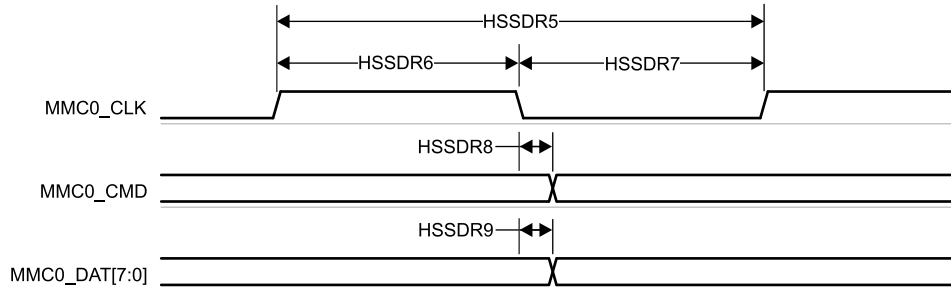 HSSDR5
HSSDR6
HSSDR7
MMC0_CLK
HSSDR8
MMC0_CMD
HSSDR9
MMC0_DAT[7:0]